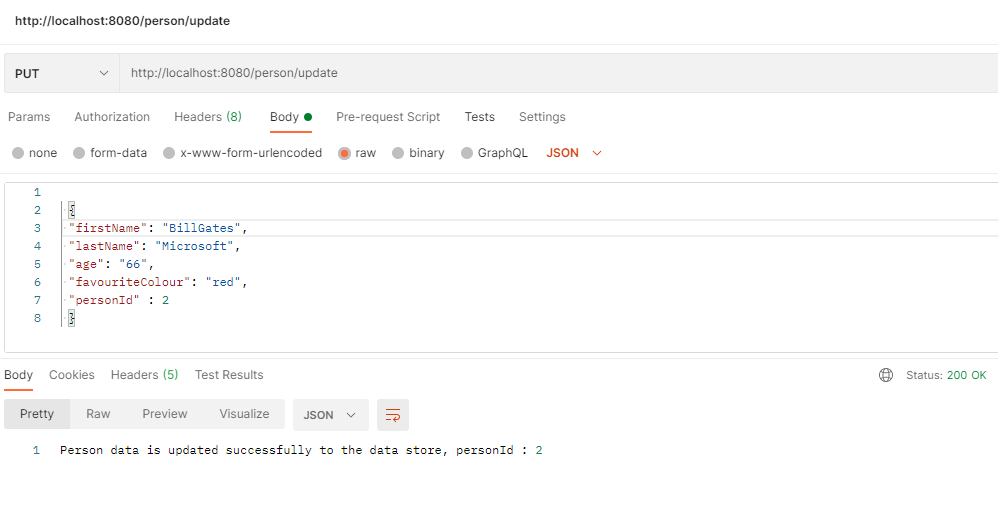 http://localhost:8080/person/update
PUT http://localhost:8080/person/update
Params Authorization Headers (8) Body Pre-request Script Tests Settings
none form-data x-www-form-urlencoded raw binary GraphQL JSON
1
2 {
3 "firstName": "BillGates",
4 "lastName": "Microsoft",
5 "age": "66",
6 "favouriteColour": "red",
7 "personId" : 2
8 }
Body Cookies Headers (5) Test Results Status: 200 OK
Pretty Raw Preview Visualize JSON
1 Person data is updated successfully to the data store, personId : 2